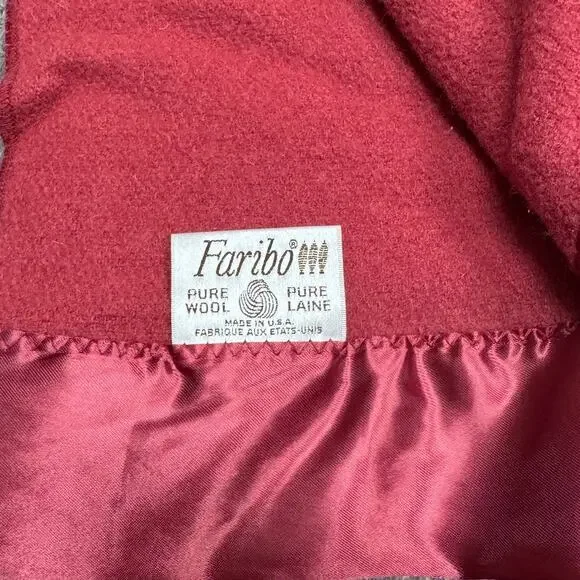 Faribo®
PURE WOOL PURE LAINE
MADE IN U.S.A.
FABRIQUE AUX ETATS-UNIS